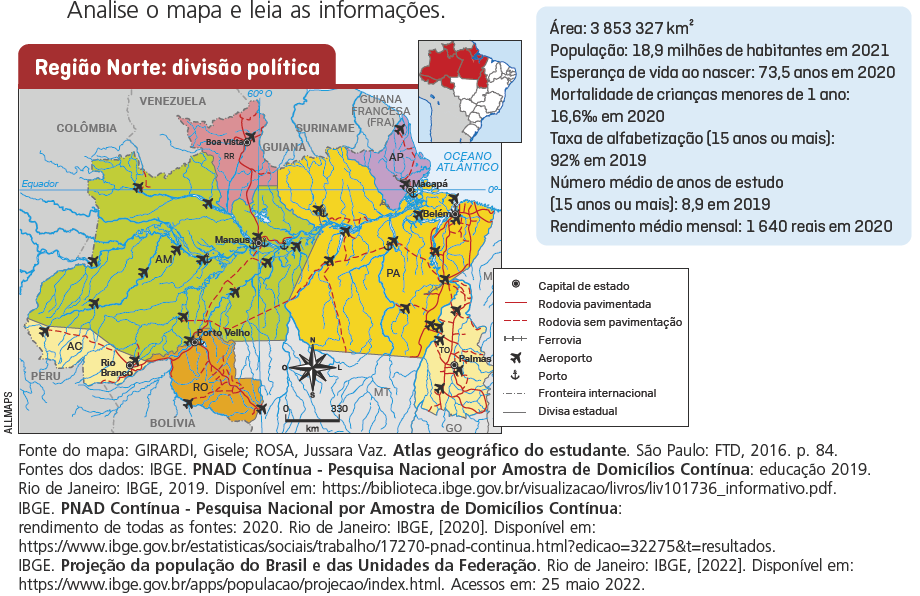 Analise o mapa e leia as informações.
Região Norte: divisão política
Área: 3 853 327 km²
População: 18,9 milhões de habitantes em 2021
Esperança de vida ao nascer: 73,5 anos em 2020
Mortalidade de crianças menores de 1 ano:
16,6‰ em 2020
Taxa de alfabetização (15 anos ou mais):
92% em 2019
Número médio de anos de estudo
(15 anos ou mais): 8,9 em 2019
Rendimento médio mensal: 1 640 reais em 2020
60° O
VENEZUELA
GUIANA
FRANCESA
(FRA)
COLÔMBIA
SURINAME
Boa Vista
RR
GUIANA
AP
OCEANO
ATLÂNTICO
Equador
0°
Macapá
Belém
Manaus
AM
PA
M
Porto Velho
AC
Rio
Branco
TO
Palmas
PERU
RO
MT
BOLÍVIA
GO
N
O
L
S
0
330
km
Capital de estado
Rodovia pavimentada
Rodovia sem pavimentação
Ferrovia
Aeroporto
Porto
Fronteira internacional
Divisa estadual
ALLMAPS
Fonte do mapa: GIRARDI, Gisele; ROSA, Jussara Vaz. Atlas geográfico do estudante. São Paulo: FTD, 2016. p. 84.
Fontes dos dados: IBGE. PNAD Contínua - Pesquisa Nacional por Amostra de Domicílios Contínua: educação 2019.
Rio de Janeiro: IBGE, 2019. Disponível em: https://biblioteca.ibge.gov.br/visualizacao/livros/liv101736_informativo.pdf.
IBGE. PNAD Contínua - Pesquisa Nacional por Amostra de Domicílios Contínua:
rendimento de todas as fontes: 2020. Rio de Janeiro: IBGE, [2020]. Disponível em:
https://www.ibge.gov.br/estatisticas/sociais/trabalho/17270-pnad-continua.html?edicao=32275&t=resultados.
IBGE. Projeção da população do Brasil e das Unidades da Federação. Rio de Janeiro: IBGE, [2022]. Disponível em:
https://www.ibge.gov.br/apps/populacao/projecao/index.html. Acessos em: 25 maio 2022.